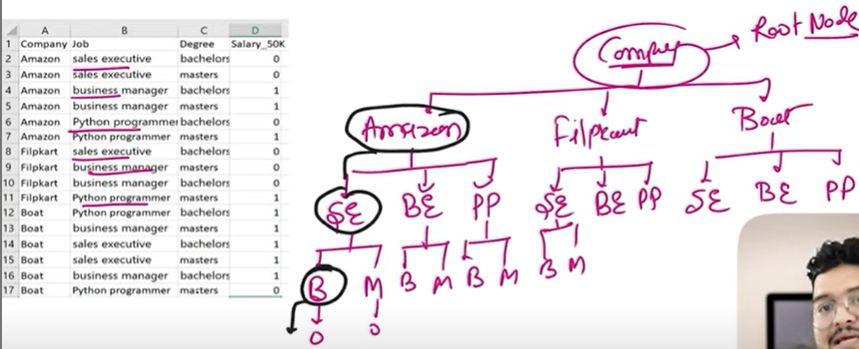 A B C D
1 Company Job Degree Salary_50K
2 Amazon sales executive bachelors 0
3 Amazon sales executive masters 0
4 Amazon business manager bachelors 1
5 Amazon business manager masters 1
6 Amazon Python programmer bachelors 0
7 Amazon Python programmer masters 1
8 Filpkart sales executive bachelors 0
9 Filpkart business manager masters 0
10 Filpkart business manager bachelors 0
11 Filpkart Python programmer masters 1
12 Boat Python programmer bachelors 1
13 Boat business manager masters 1
14 Boat sales executive bachelors 1
15 Boat sales executive masters 1
16 Boat business manager bachelors 1
17 Boat Python programmer masters 0
Root Node
Amazon Filpkart Boat
SE BE PP SE BE PP SE BE PP
B M B M B M B M
0 0